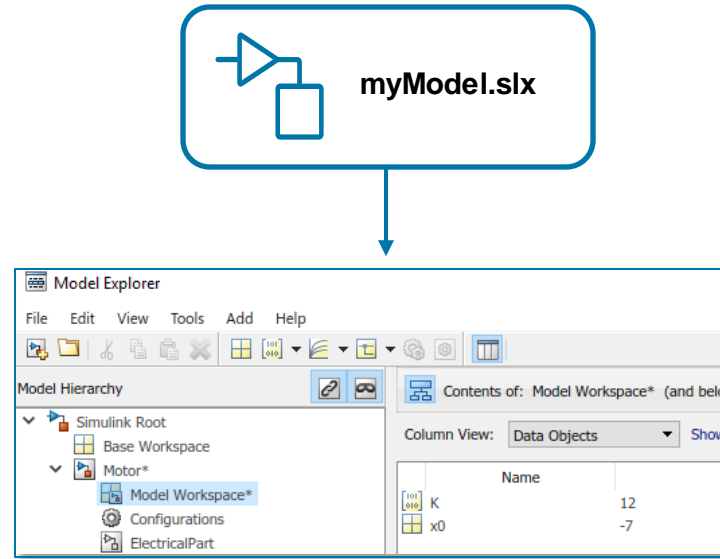 myModel.slx
Model Explorer
File Edit View Tools Add Help
Model Hierarchy
Contents of: Model Workspace* (and bel
Simulink Root
Column View: Data Objects Show
Base Workspace
Motor*
Name
Model Workspace*
K 12
Configurations
x0 -7
ElectricalPart